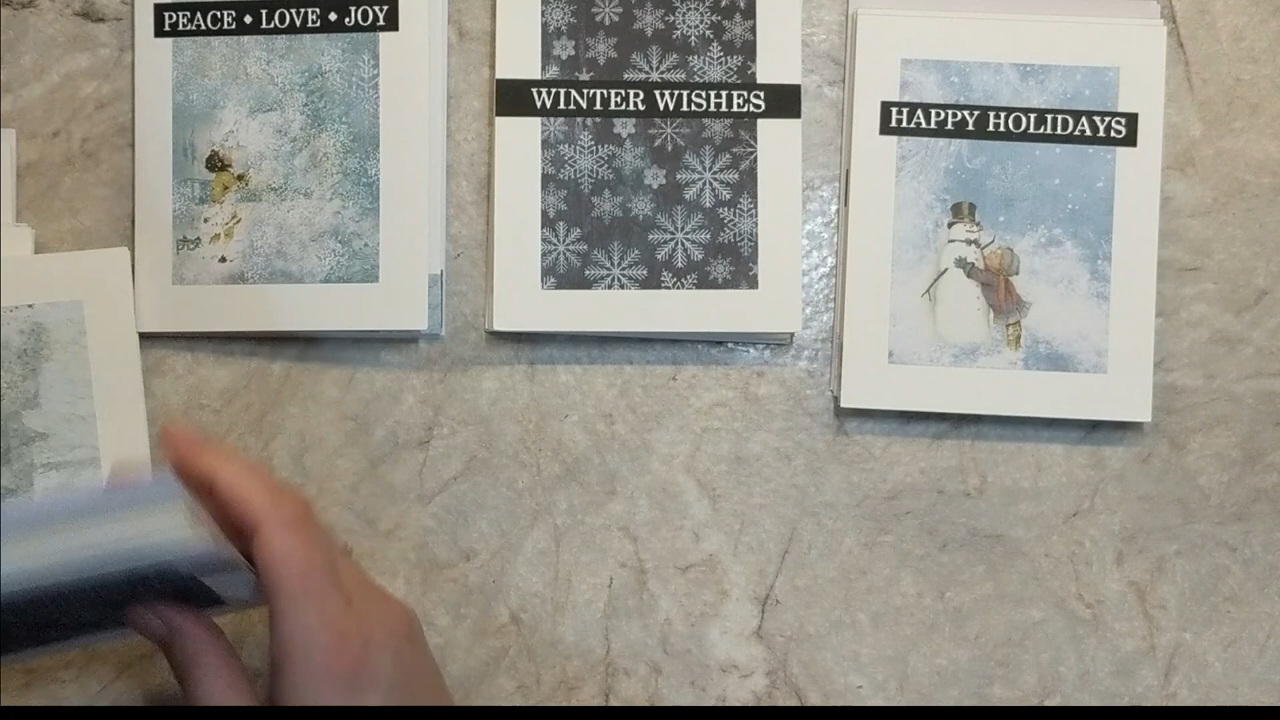 PEACE • LOVE • JOY
WINTER WISHES
HAPPY HOLIDAYS